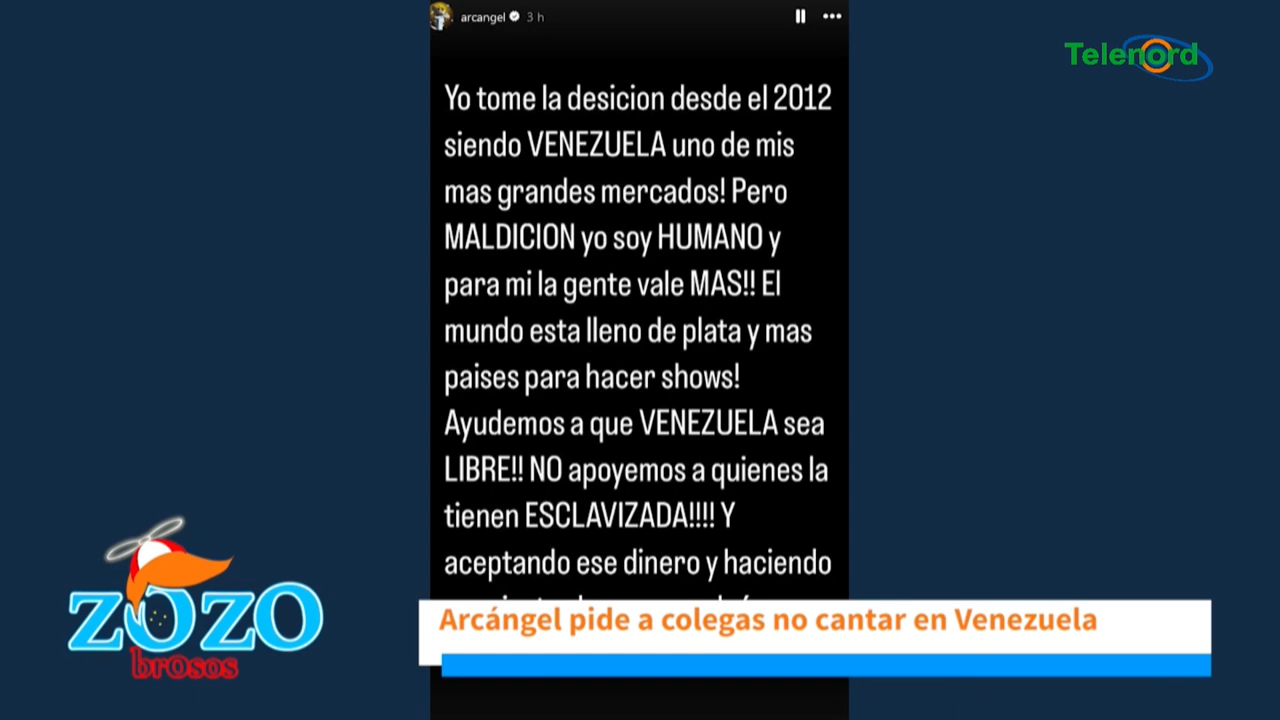 arcangel 3 h
Telenord
Yo tome la desicion desde el 2012
siendo VENEZUELA uno de mis
mas grandes mercados! Pero
MALDICION yo soy HUMANO y
para mi la gente vale MAS!! El
mundo esta lleno de plata y mas
paises para hacer shows!
Ayudemos a que VENEZUELA sea
LIBRE!! NO apoyemos a quienes la
tienen ESCLAVIZADA!!!! Y
aceptando ese dinero y haciendo
Arcángel pide a colegas no cantar en Venezuela
zozo
brosos